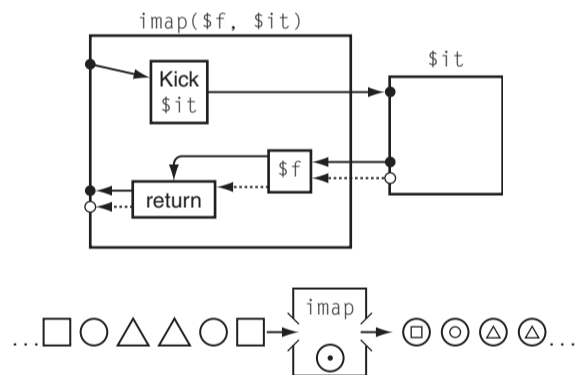 imap($f, $it)
$it
Kick
$it
$f
return
imap
... ...